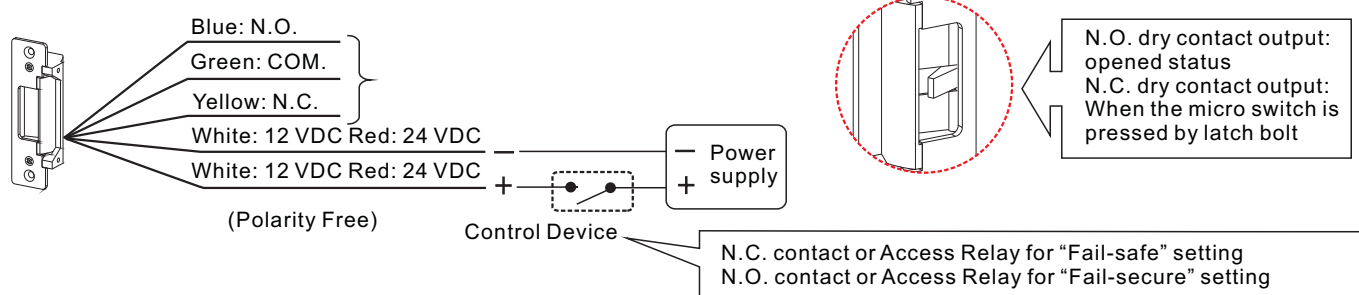 Blue: N.O.
Green: COM.
Yellow: N.C.
White: 12 VDC Red: 24 VDC
White: 12 VDC Red: 24 VDC
(Polarity Free)
−
+
− Power
+ supply
Control Device
N.O. dry contact output:
opened status
N.C. dry contact output:
When the micro switch is
pressed by latch bolt
N.C. contact or Access Relay for “Fail-safe” setting
N.O. contact or Access Relay for “Fail-secure” setting